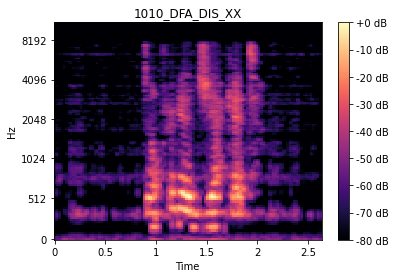 1010_DFA_DIS_XX
Hz
8192
4096
2048
1024
512
0
0
0.5
1
1.5
2
2.5
Time
+0 dB
-10 dB
-20 dB
-30 dB
-40 dB
-50 dB
-60 dB
-70 dB
-80 dB